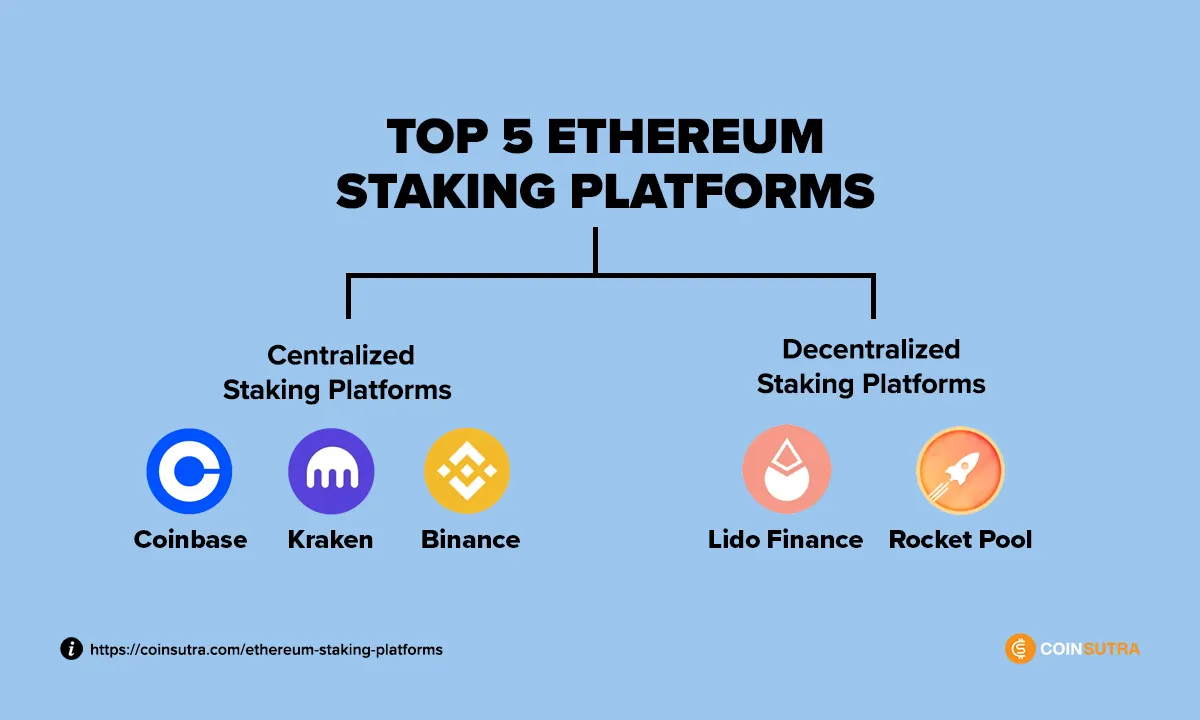 TOP 5 ETHEREUM
STAKING PLATFORMS
Centralized
Staking Platforms
Coinbase
Kraken
Binance
Decentralized
Staking Platforms
Lido Finance
Rocket Pool
i https://coinsutra.com/ethereum-staking-platforms
COINSUTRA